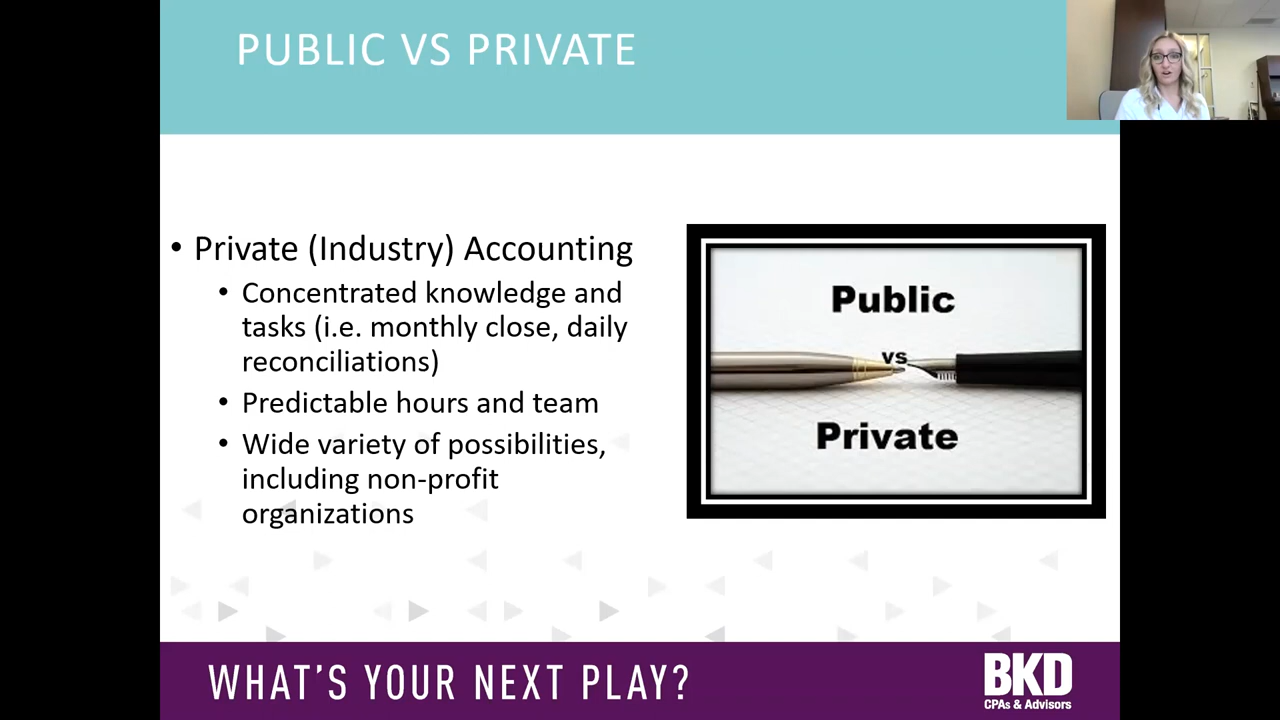 PUBLIC VS PRIVATE
• Private (Industry) Accounting
• Concentrated knowledge and
tasks (i.e. monthly close, daily
reconciliations)
• Predictable hours and team
• Wide variety of possibilities,
including non-profit
organizations
Public
vs
Private
WHAT'S YOUR NEXT PLAY?
BKD
CPAs & Advisors